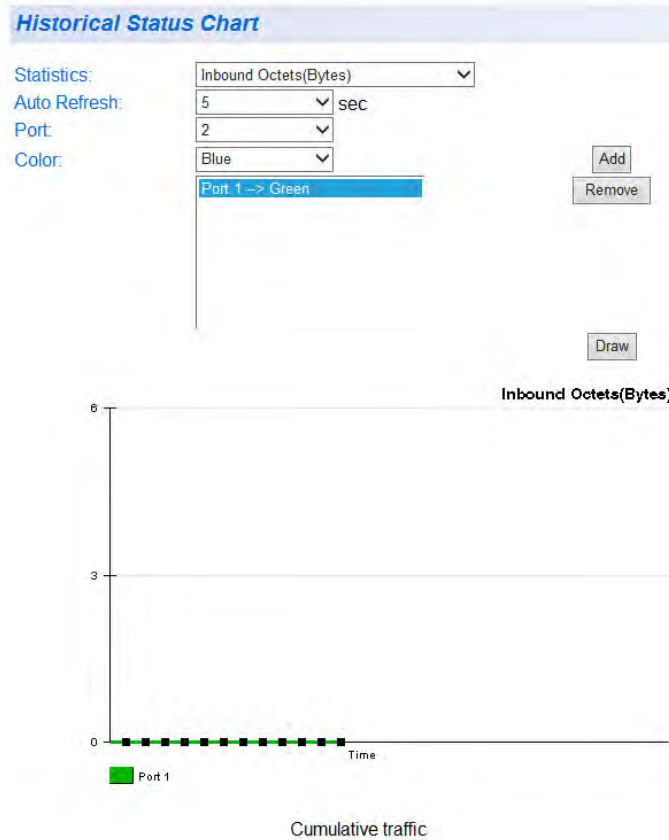 Historical Status Chart
Statistics: Inbound Octets(Bytes)
Auto Refresh: 5 sec
Port: 2
Color: Blue Add
Port 1 --> Green Remove
Draw
Inbound Octets(Bytes)
6
3
0
Time
Port 1
Cumulative traffic